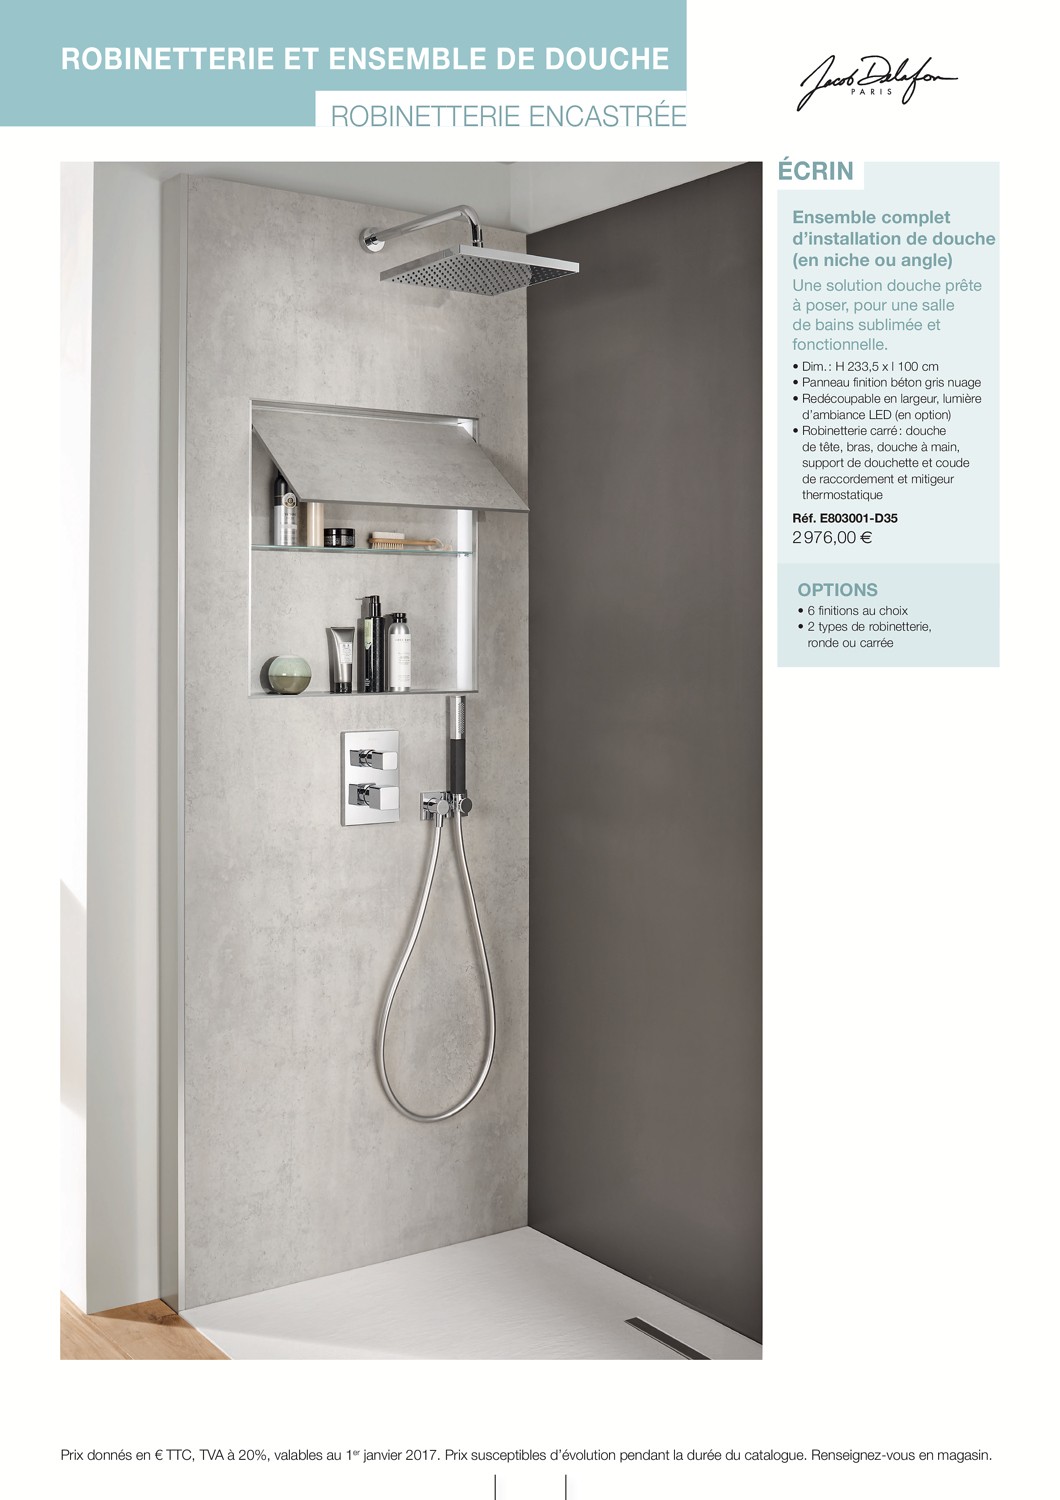 ROBINETTERIE ET ENSEMBLE DE DOUCHE
ROBINETTERIE ENCASTRÉE
Jacob Delafon
PARIS
ÉCRIN
Ensemble complet
d’installation de douche
(en niche ou angle)
Une solution douche prête
à poser, pour une salle
de bains sublimée et
fonctionnelle.
• Dim. : H 233,5 x l 100 cm
• Panneau finition béton gris nuage
• Redécoupable en largeur, lumière
d’ambiance LED (en option)
• Robinetterie carré : douche
de tête, bras, douche à main,
support de douchette et coude
de raccordement et mitigeur
thermostatique
Réf. E803001-D35
2 976,00 €
OPTIONS
• 6 finitions au choix
• 2 types de robinetterie,
ronde ou carrée
Prix donnés en € TTC, TVA à 20%, valables au 1er janvier 2017. Prix susceptibles d’évolution pendant la durée du catalogue. Renseignez-vous en magasin.